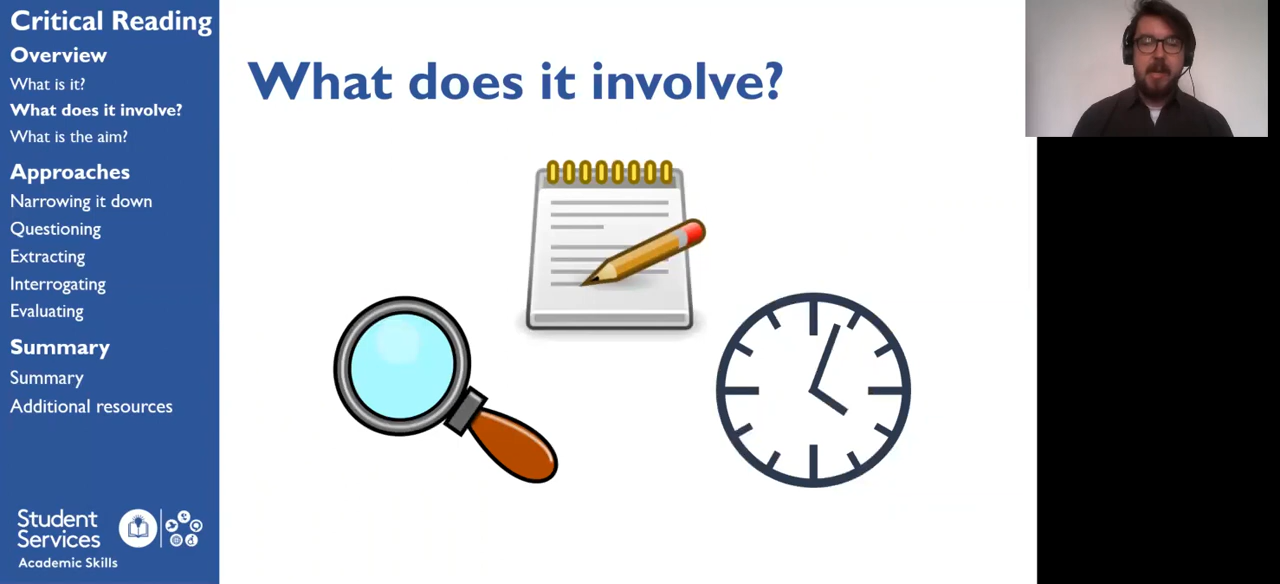 Critical Reading
Overview
What is it?
What does it involve?
What is the aim?
Approaches
Narrowing it down
Questioning
Extracting
Interrogating
Evaluating
Summary
Summary
Additional resources
Student
Services
Academic Skills
What does it involve?